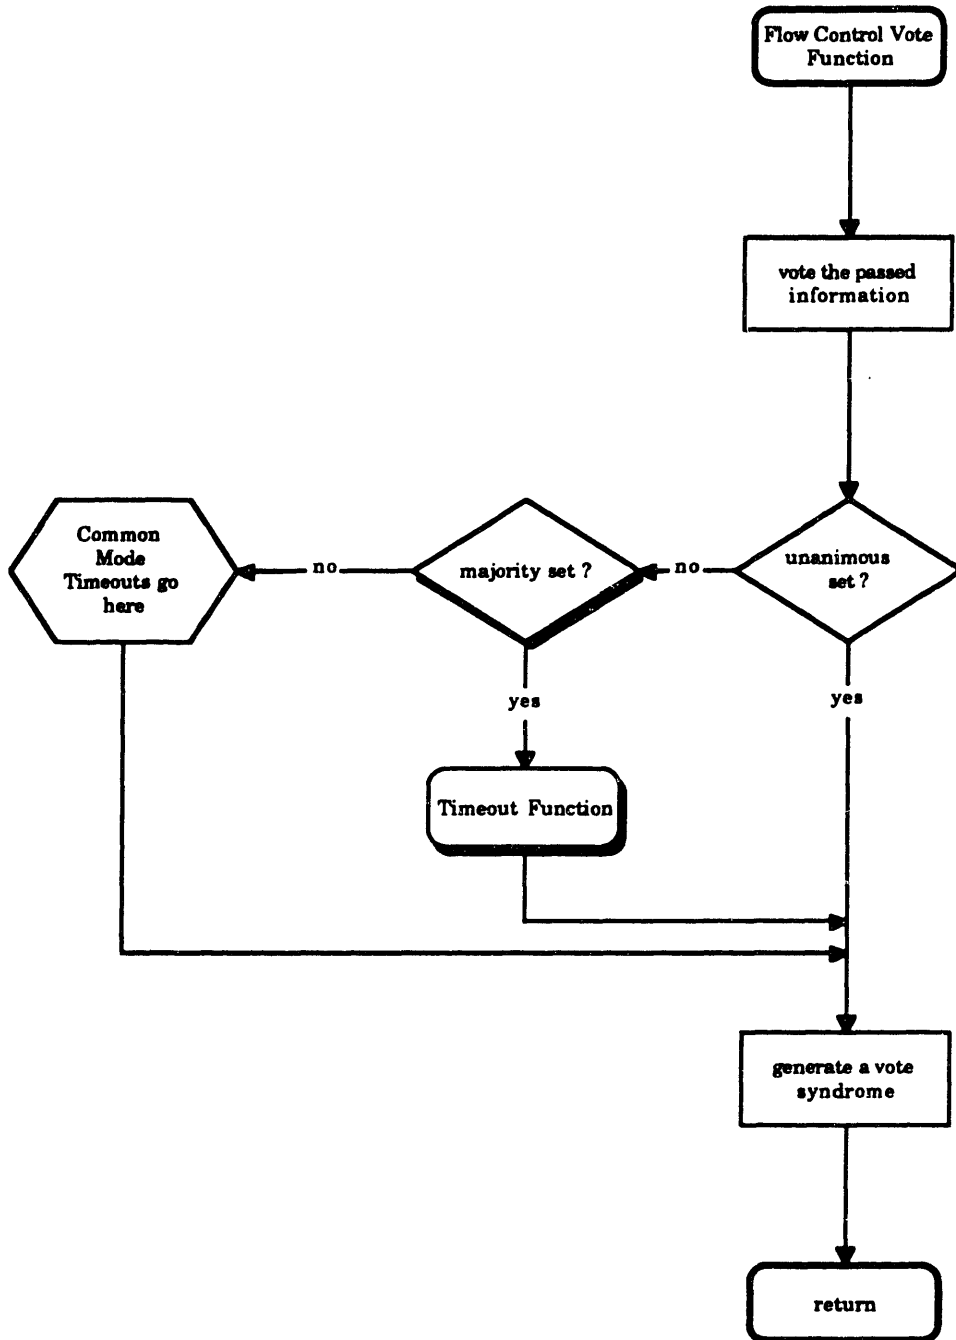 Flow Control Vote
Function
vote the passed
information
unanimous
set ?
no
majority set ?
no
Common
Mode
Timeouts go
here
yes
yes
Timeout Function
generate a vote
syndrome
return